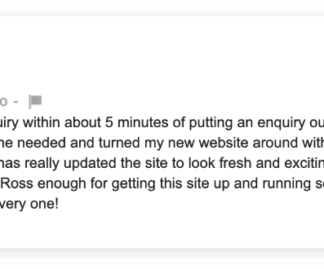 o -
uiry within about 5 minutes of putting an enquiry ou
ne needed and turned my new website around with
has really updated the site to look fresh and excitin
Ross enough for getting this site up and running s
very one!